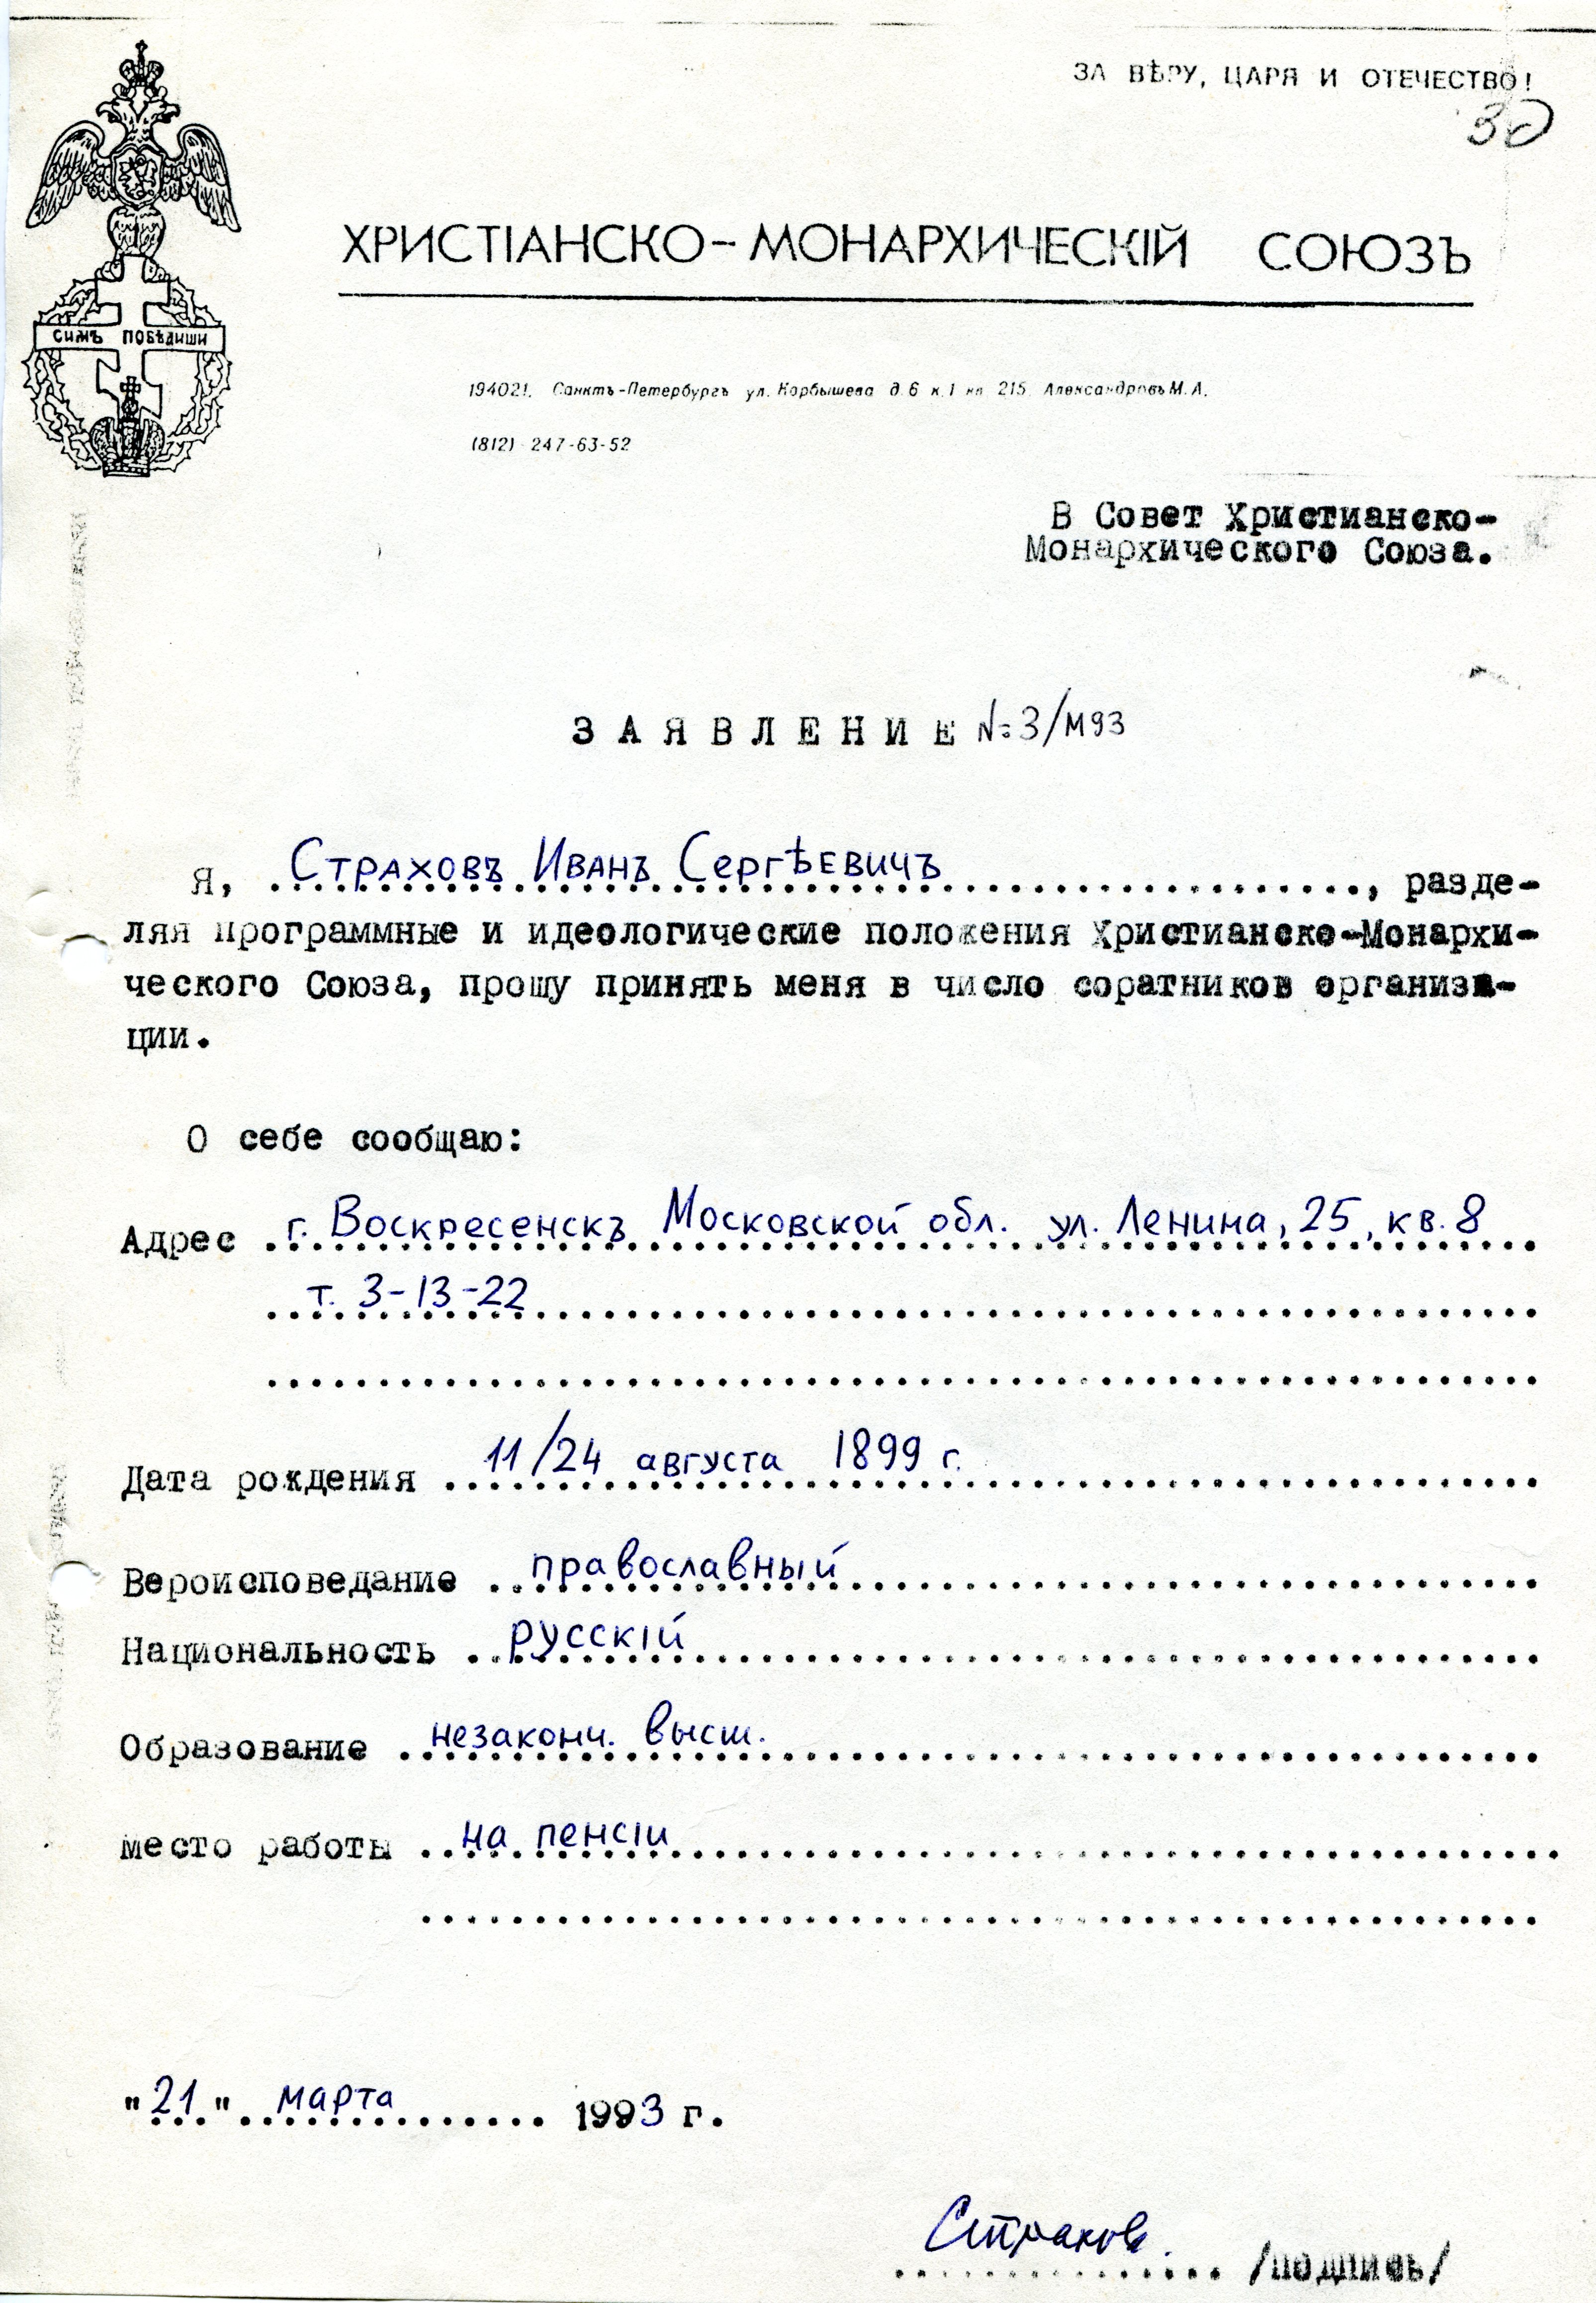 ЗА ВѢРУ, ЦАРЯ И ОТЕЧЕСТВО!
30
ХРИСТІАНСКО-МОНАРХИЧЕСКІЙ СОЮЗЪ
СИМЪ ПОБѢДИШИ
194021. Санктъ-Петербургъ ул. Карбышева д. 6 к. 1 кв 215 Александровъ М. А.
(812) 247-63-52
В Совет Христианско-
Монархического Союза.
ЗАЯВЛЕНИЕ №3/М93
Я, Страховъ Иванъ Сергѣевичъ, разде-
ляя программные и идеологические положения Христианско-Монархи-
ческого Союза, прошу принять меня в число соратников организа-
ции.
О себе сообщаю:
Адрес г. Воскресенскъ Московской обл. ул. Ленина, 25, кв. 8
т. 3-13-22
Дата рождения 11/24 августа 1899 г.
Вероисповедание православный
Национальность русскій
Образование незаконч. высш.
место работы на пенсіи
"21" марта 1993 г.
Страховъ. /подпись/